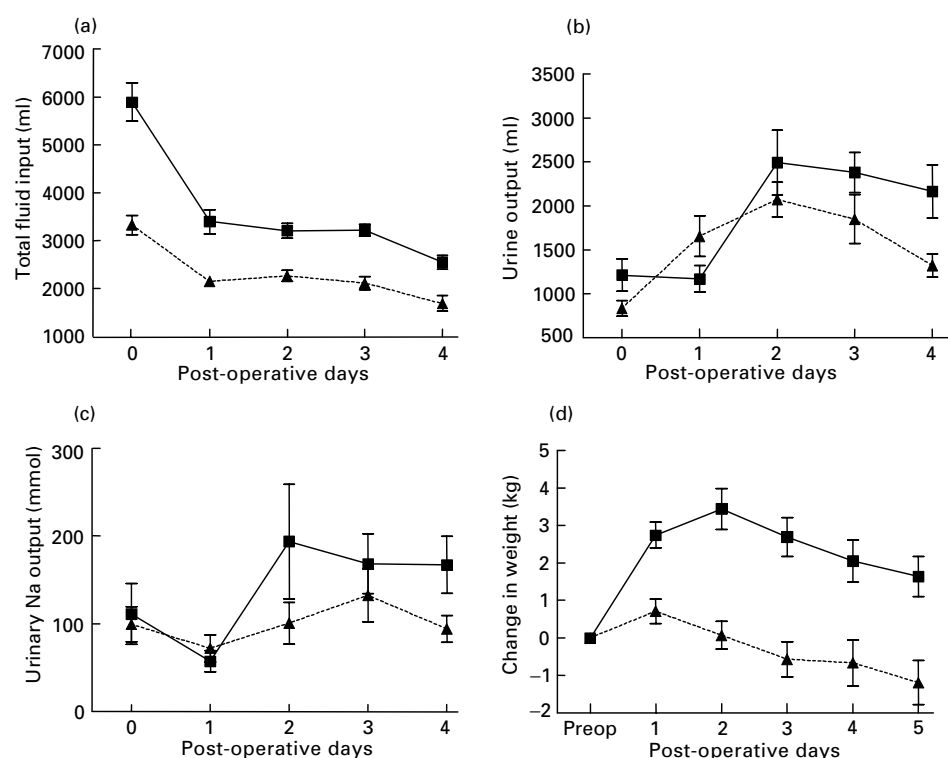 (a)
Total fluid input (ml)
7000
6000
5000
4000
3000
2000
1000
0 1 2 3 4
Post-operative days
(b)
Urine output (ml)
3500
3000
2500
2000
1500
1000
500
0 1 2 3 4
Post-operative days
(c)
Urinary Na output (mmol)
300
200
100
0
0 1 2 3 4
Post-operative days
(d)
Change in weight (kg)
5
4
3
2
1
0
−1
−2
Preop 1 2 3 4 5
Post-operative days